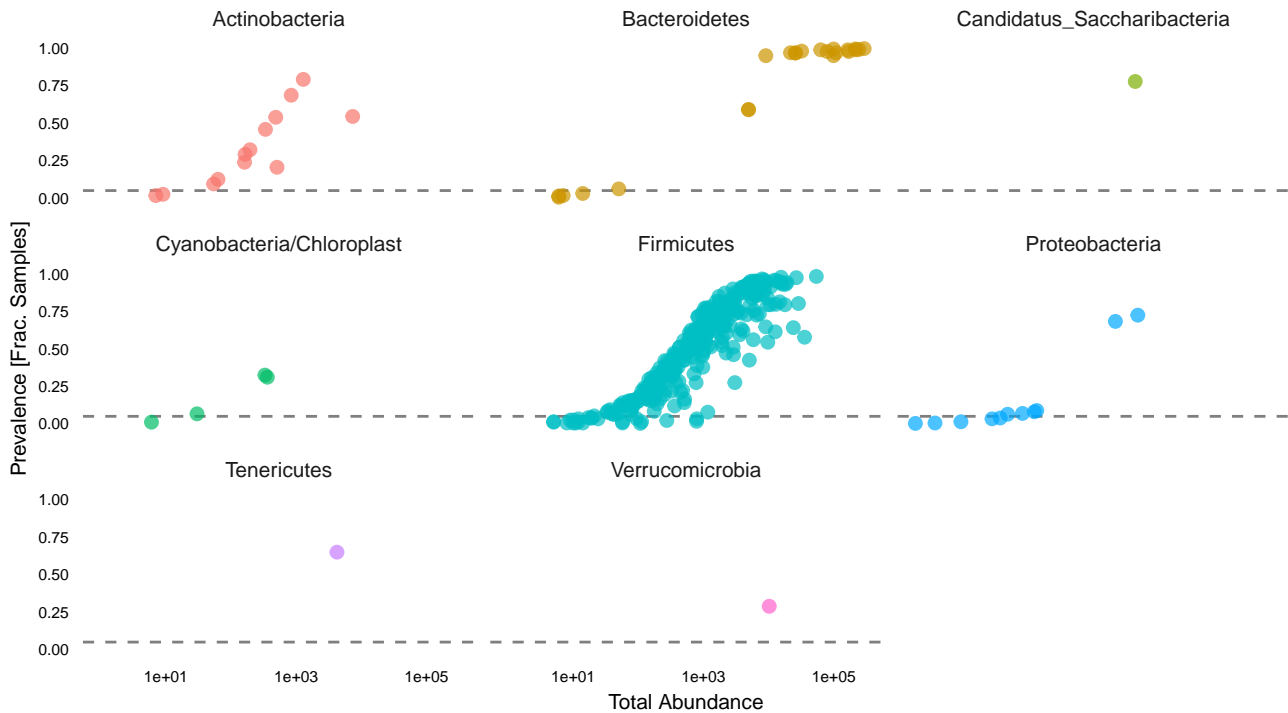 Actinobacteria
Bacteroidetes
Candidatus_Saccharibacteria
1.00
0.75
0.50
0.25
0.00
Cyanobacteria/Chloroplast
Firmicutes
Proteobacteria
1.00
0.75
0.50
0.25
0.00
Tenericutes
Verrucomicrobia
1.00
0.75
0.50
0.25
0.00
Prevalence [Frac. Samples]
1e+01
1e+03
1e+05
1e+01
1e+03
1e+05
Total Abundance